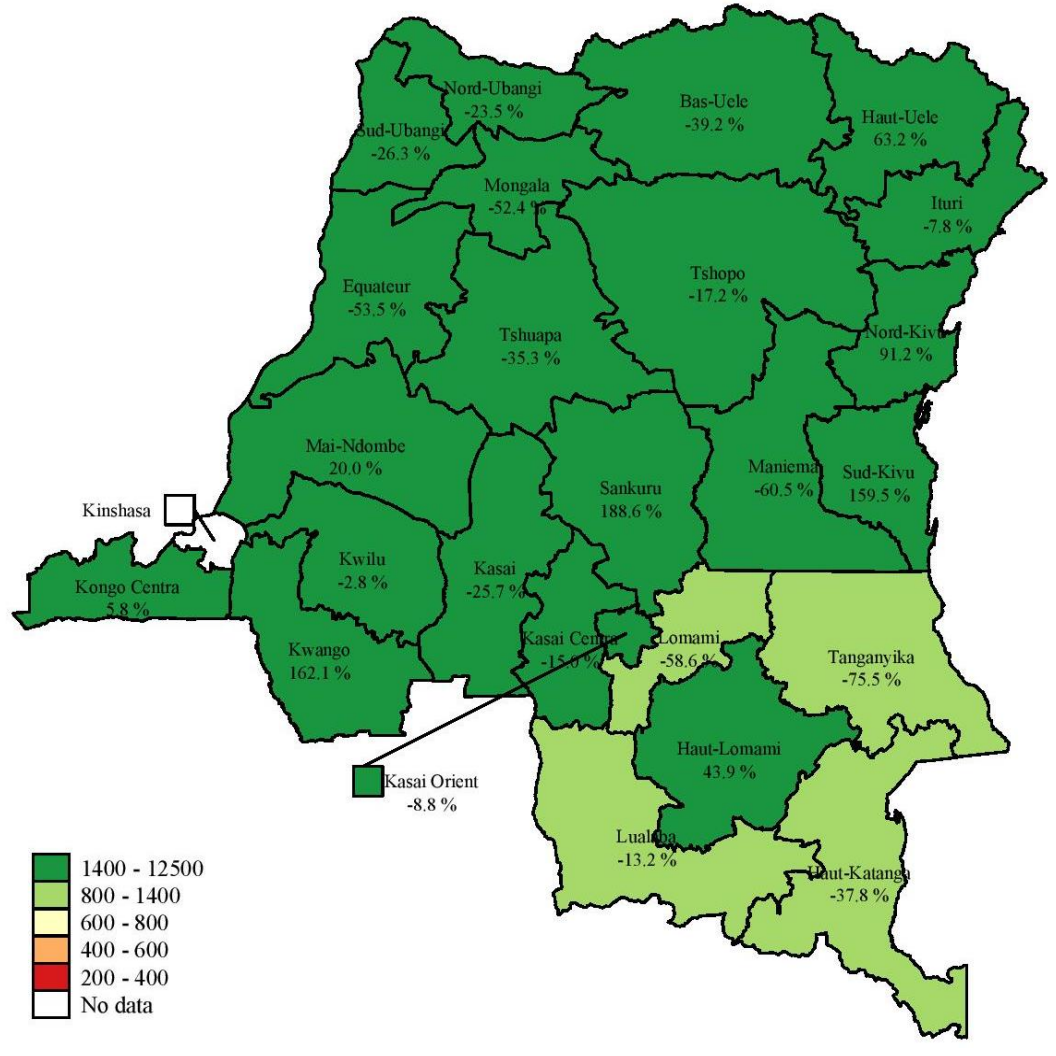 Nord-Ubangi
-23.5 %
Bas-Uele
-39.2 %
Haut-Uele
63.2 %
Sud-Ubangi
-26.3 %
Mongala
-52.4 %
Ituri
-7.8 %
Equateur
-53.5 %
Tshopo
-17.2 %
Tshuapa
-35.3 %
Nord-Kivu
91.2 %
Mai-Ndombe
20.0 %
Maniema
-60.5 %
Sud-Kivu
159.5 %
Sankuru
188.6 %
Kinshasa
Kongo Centra
5.8 %
Kwilu
-2.8 %
Kasai
-25.7 %
Kwango
162.1 %
Kasai Centra
-15.0 %
Lomami
-58.6 %
Tanganyika
-75.5 %
Haut-Lomami
43.9 %
Kasai Orient
-8.8 %
Lualaba
-13.2 %
Haut-Katanga
-37.8 %
1400 - 12500
800 - 1400
600 - 800
400 - 600
200 - 400
No data